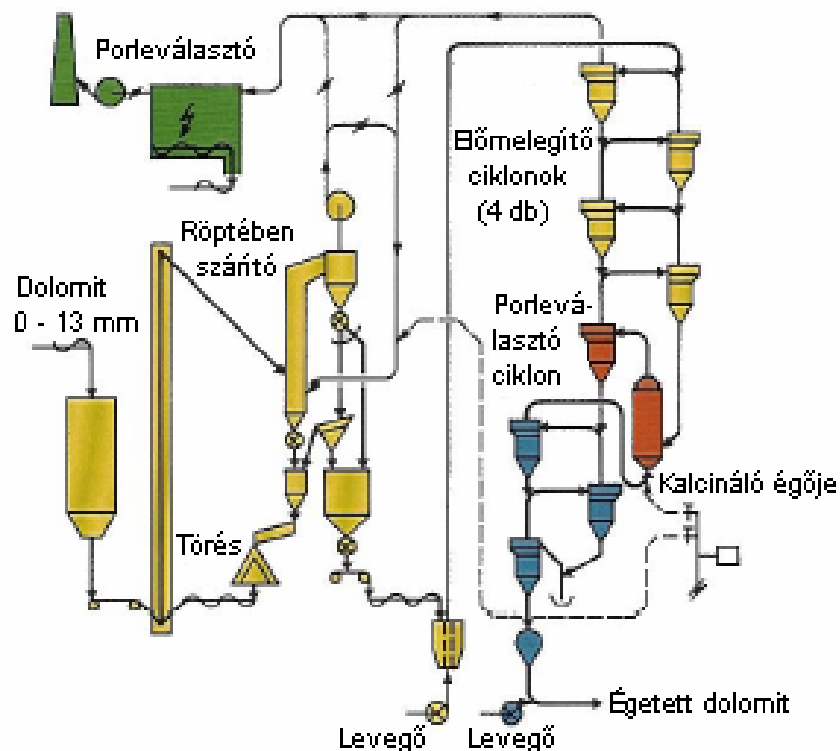 Porleválasztó
Előmelegítő
ciklonok
(4 db)
Röptében
szárító
Dolomit
0 - 13 mm
Porlevá-
lasztó
ciklon
Kalcináló égője
Törés
Égetett dolomit
Levegő
Levegő